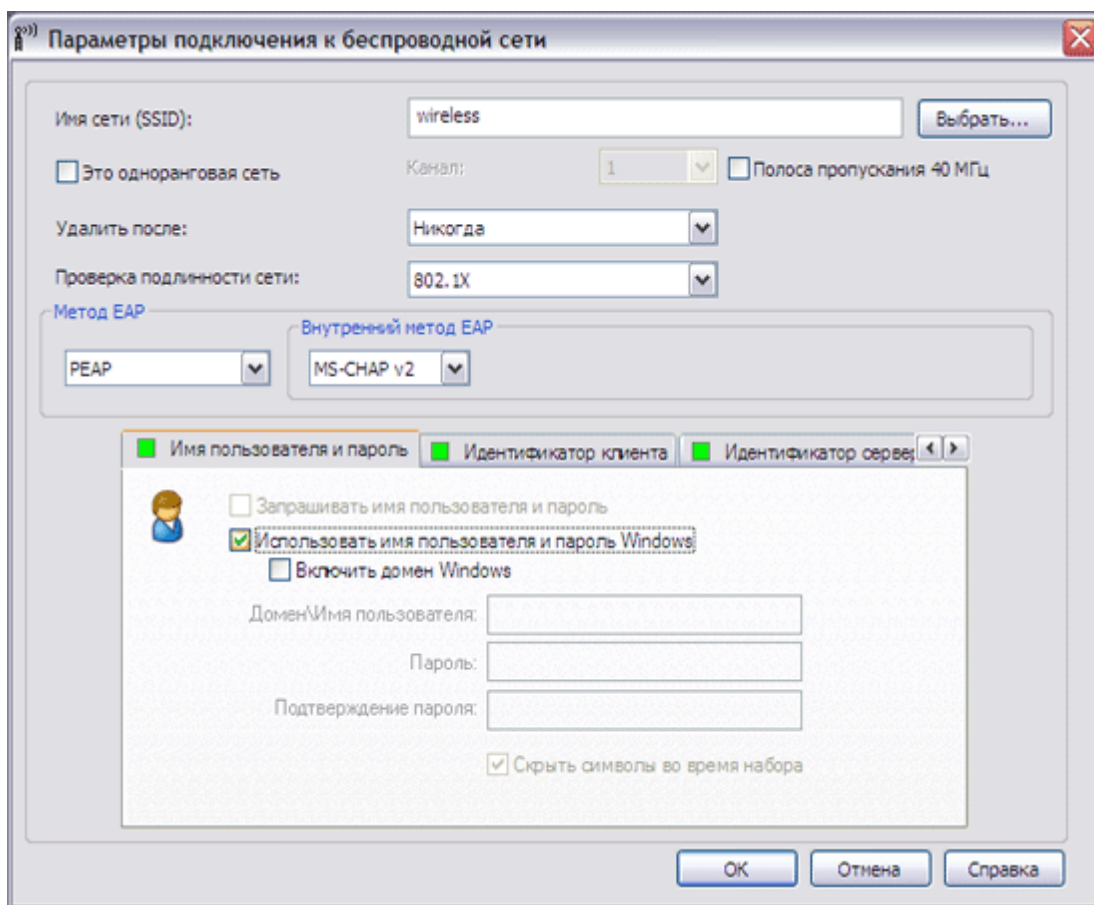 Параметры подключения к беспроводной сети
Имя сети (SSID): wireless Выбрать...
Это одноранговая сеть Канал: 1 Полоса пропускания 40 МГц
Удалить после: Никогда
Проверка подлинности сети: 802.1X
Метод EAP
Внутренний метод EAP
PEAP MS-CHAP v2
Имя пользователя и пароль Идентификатор клиента Идентификатор сервер
Запрашивать имя пользователя и пароль
Использовать имя пользователя и пароль Windows
Включить домен Windows
Домен\Имя пользователя:
Пароль:
Подтверждение пароля:
Скрыть символы во время набора
ОК Отмена Справка